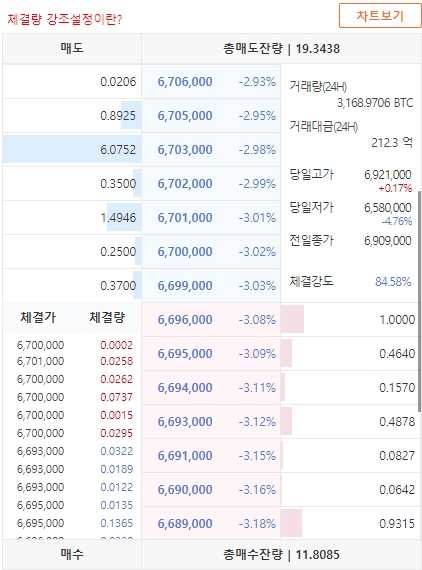 체결량 강조설정이란?
차트보기
매도 총매도잔량 | 19.3438
0.0206 6,706,000 -2.93%
0.8925 6,705,000 -2.95%
6.0752 6,703,000 -2.98%
0.3500 6,702,000 -2.99%
1.4946 6,701,000 -3.01%
0.2500 6,700,000 -3.02%
0.3700 6,699,000 -3.03%
거래량(24H)
3,168.9706 BTC
거래대금(24H)
212.3 억
당일고가 6,921,000
+0.17%
당일저가 6,580,000
-4.76%
전일종가 6,909,000
체결강도 84.58%
체결가 체결량
6,700,000 0.0002
6,701,000 0.0258
6,700,000 0.0262
6,700,000 0.0737
6,700,000 0.0015
6,700,000 0.0295
6,693,000 0.0322
6,693,000 0.0189
6,693,000 0.0122
6,695,000 0.0135
6,695,000 0.1365
6,696,000 -3.08% 1.0000
6,695,000 -3.09% 0.4640
6,694,000 -3.11% 0.1570
6,693,000 -3.12% 0.4878
6,691,000 -3.15% 0.0827
6,690,000 -3.16% 0.0642
6,689,000 -3.18% 0.9315
매수 총매수잔량 | 11.8085